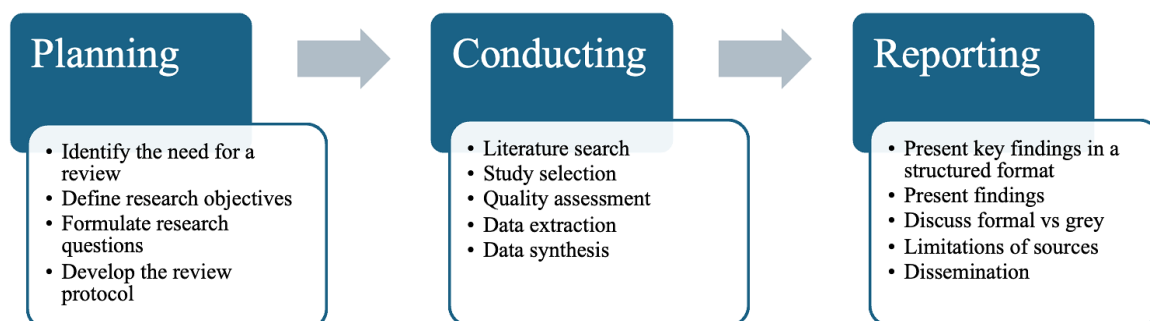 Planning
• Identify the need for a
review
• Define research objectives
• Formulate research
questions
• Develop the review
protocol
Conducting
• Literature search
• Study selection
• Quality assessment
• Data extraction
• Data synthesis
Reporting
• Present key findings in a
structured format
• Present findings
• Discuss formal vs grey
• Limitations of sources
• Dissemination